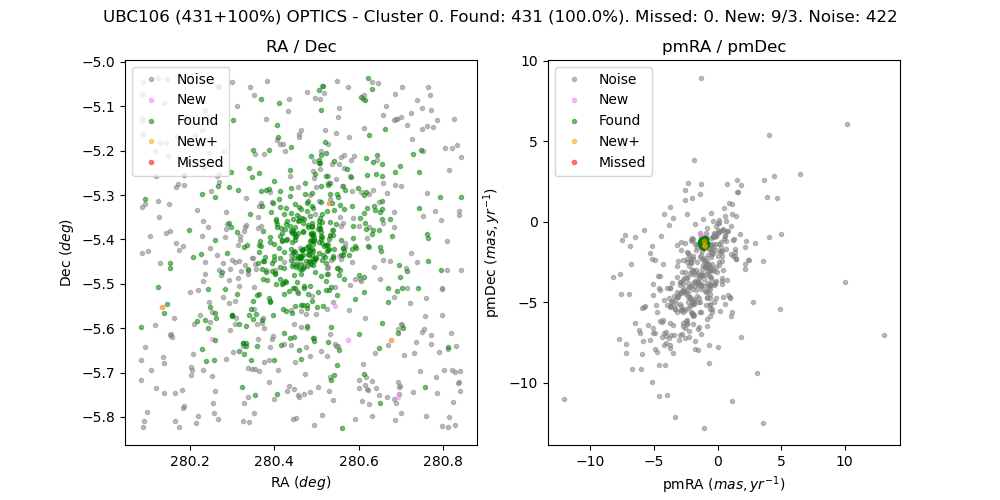 UBC106 (431+100%) OPTICS - Cluster 0. Found: 431 (100.0%). Missed: 0. New: 9/3. Noise: 422
RA / Dec
−5.0
−5.1
−5.2
−5.3
−5.4
−5.5
−5.6
−5.7
−5.8
Dec (deg)
Noise
New
Found
New+
Missed
280.2 280.4 280.6 280.8
RA (deg)
pmRA / pmDec
10
5
0
−5
−10
pmDec (mas, yr⁻¹)
Noise
New
Found
New+
Missed
−10 −5 0 5 10
pmRA (mas, yr⁻¹)